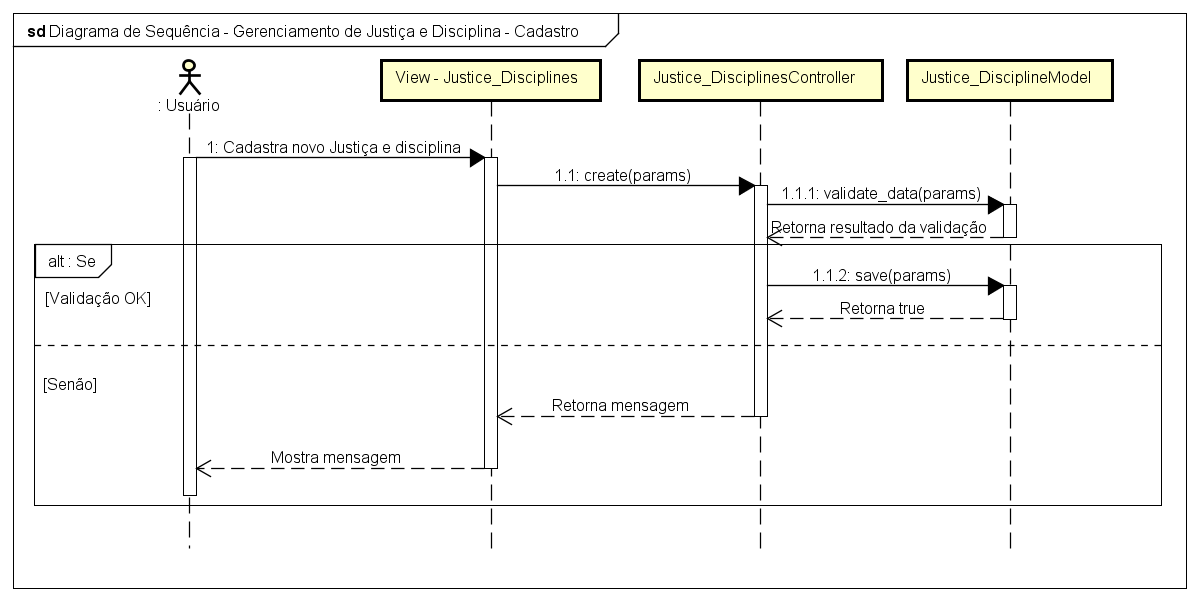 sd Diagrama de Sequência - Gerenciamento de Justiça e Disciplina - Cadastro
: Usuário
View - Justice_Disciplines
Justice_DisciplinesController
Justice_DisciplineModel
1: Cadastra novo Justiça e disciplina
1.1: create(params)
1.1.1: validate_data(params)
Retorna resultado da validação
alt : Se
[Validação OK]
1.1.2: save(params)
Retorna true
[Senão]
Retorna mensagem
Mostra mensagem